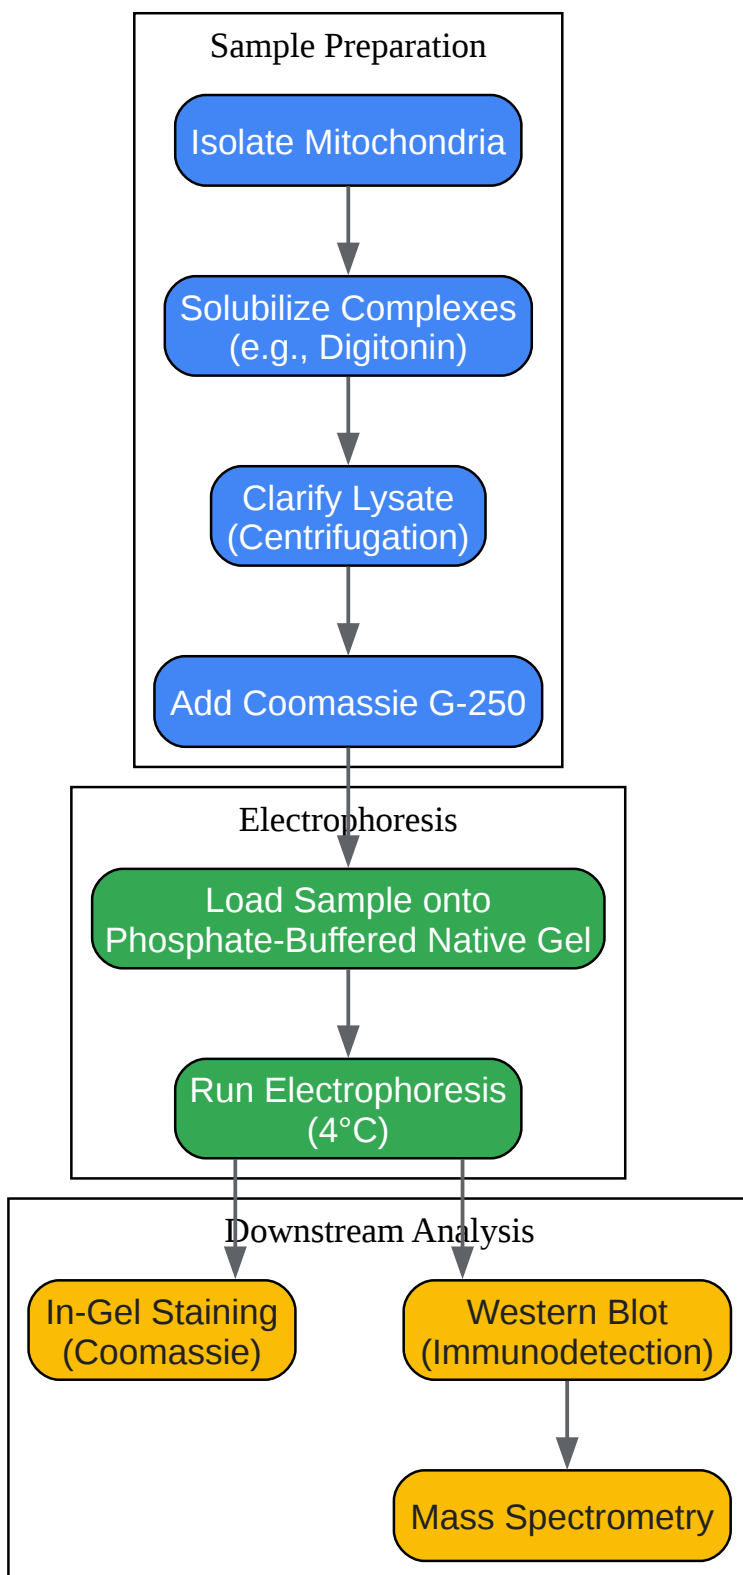 Sample Preparation
Isolate Mitochondria
Solubilize Complexes
(e.g., Digitonin)
Clarify Lysate
(Centrifugation)
Add Coomassie G-250
Electrophoresis
Load Sample onto
Phosphate-Buffered Native Gel
Run Electrophoresis
(4°C)
Downstream Analysis
In-Gel Staining
(Coomassie)
Western Blot
(Immunodetection)
Mass Spectrometry